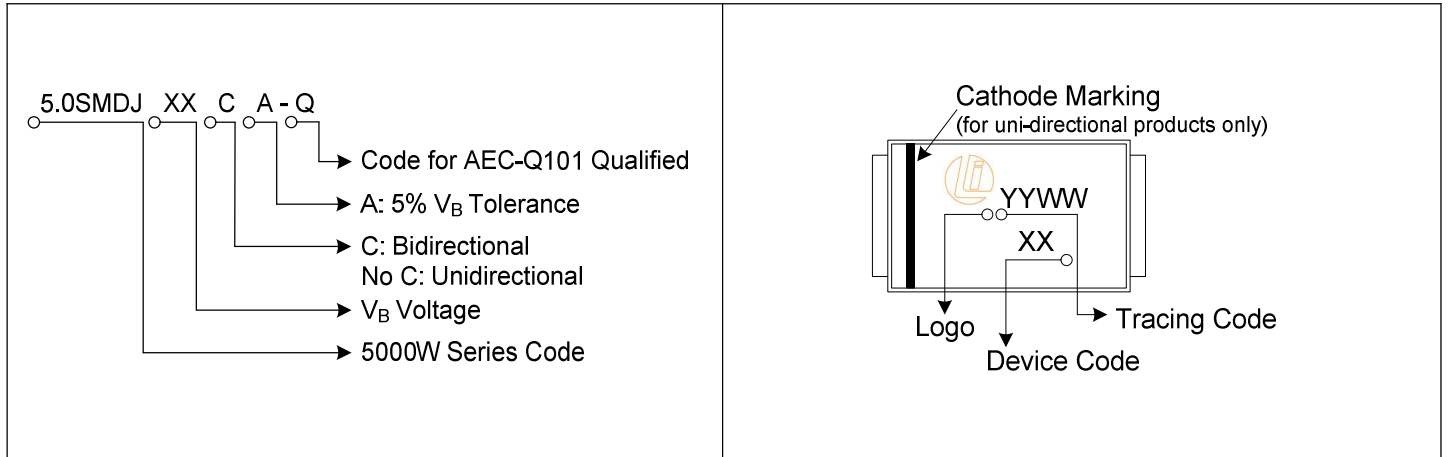 5.0SMDJ XX C A - Q
Code for AEC-Q101 Qualified
A: 5% VB Tolerance
C: Bidirectional
No C: Unidirectional
VB Voltage
5000W Series Code
Cathode Marking
(for uni-directional products only)
YYWW
XX
Logo
Tracing Code
Device Code